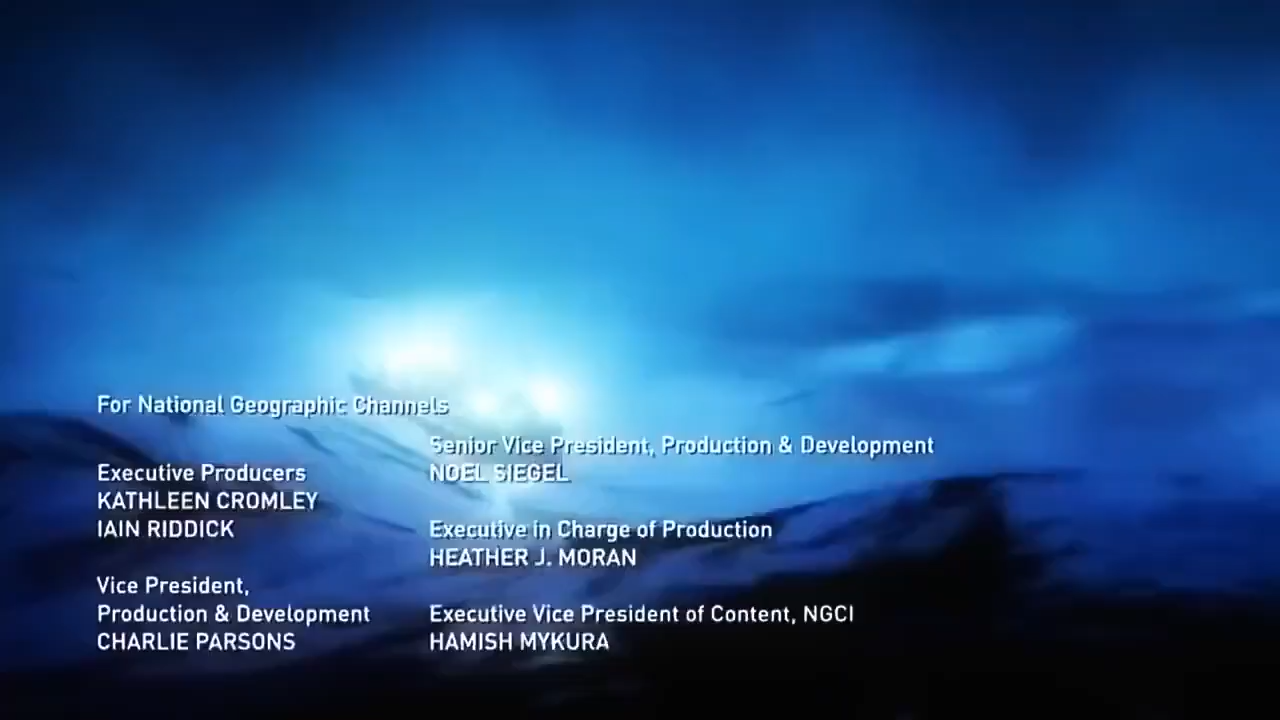 For National Geographic Channels
Executive Producers
KATHLEEN CROMLEY
IAIN RIDDICK
Vice President,
Production & Development
CHARLIE PARSONS
Senior Vice President, Production & Development
NOEL SIEGEL
Executive in Charge of Production
HEATHER J. MORAN
Executive Vice President of Content, NGCI
HAMISH MYKURA